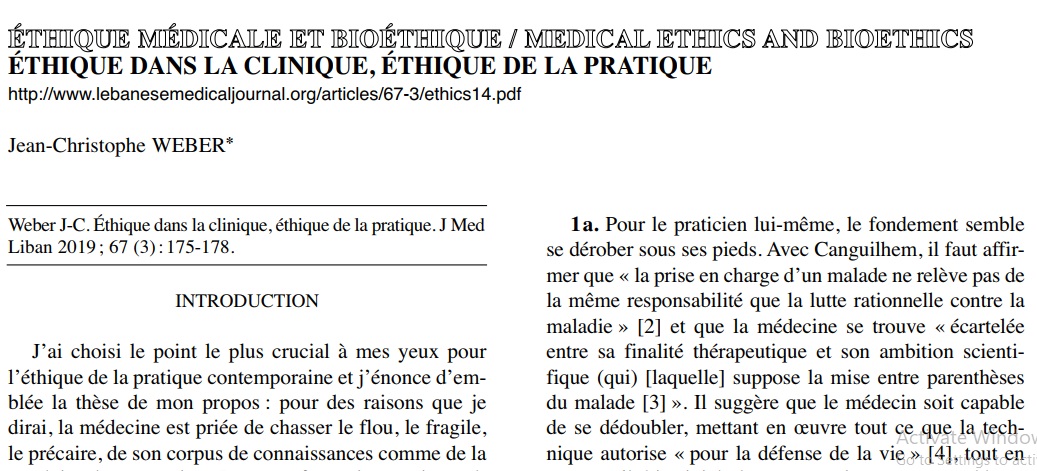 ÉTHIQUE MÉDICALE ET BIOÉTHIQUE / MEDICAL ETHICS AND BIOETHICS
ÉTHIQUE DANS LA CLINIQUE, ÉTHIQUE DE LA PRATIQUE
http://www.lebanesemedicaljournal.org/articles/67-3/ethics14.pdf
Jean-Christophe WEBER*
Weber J-C. Éthique dans la clinique, éthique de la pratique. J Med
Liban 2019 ; 67 (3) : 175-178.
INTRODUCTION
J’ai choisi le point le plus crucial à mes yeux pour
l’éthique de la pratique contemporaine et j’énonce d’em-
blée la thèse de mon propos : pour des raisons que je
dirai, la médecine est priée de chasser le flou, le fragile,
le précaire, de son corpus de connaissances comme de la
1a. Pour le praticien lui-même, le fondement semble
se dérober sous ses pieds. Avec Canguilhem, il faut affir-
mer que « la prise en charge d’un malade ne relève pas de
la même responsabilité que la lutte rationnelle contre la
maladie » [2] et que la médecine se trouve « écartelée
entre sa finalité thérapeutique et son ambition scienti-
fique (qui) [laquelle] suppose la mise entre parenthèses
du malade [3] ». Il suggère que le médecin soit capable
de se dédoubler, mettant en œuvre tout ce que la tech-
nique autorise « pour la défense de la vie » [4], tout en
Activate Window
Go to Settings to acti